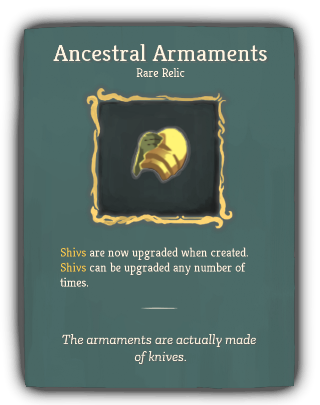 Ancestral Armaments
Rare Relic
Shivs are now upgraded when created.
Shivs can be upgraded any number of
times.
The armaments are actually made
of knives.